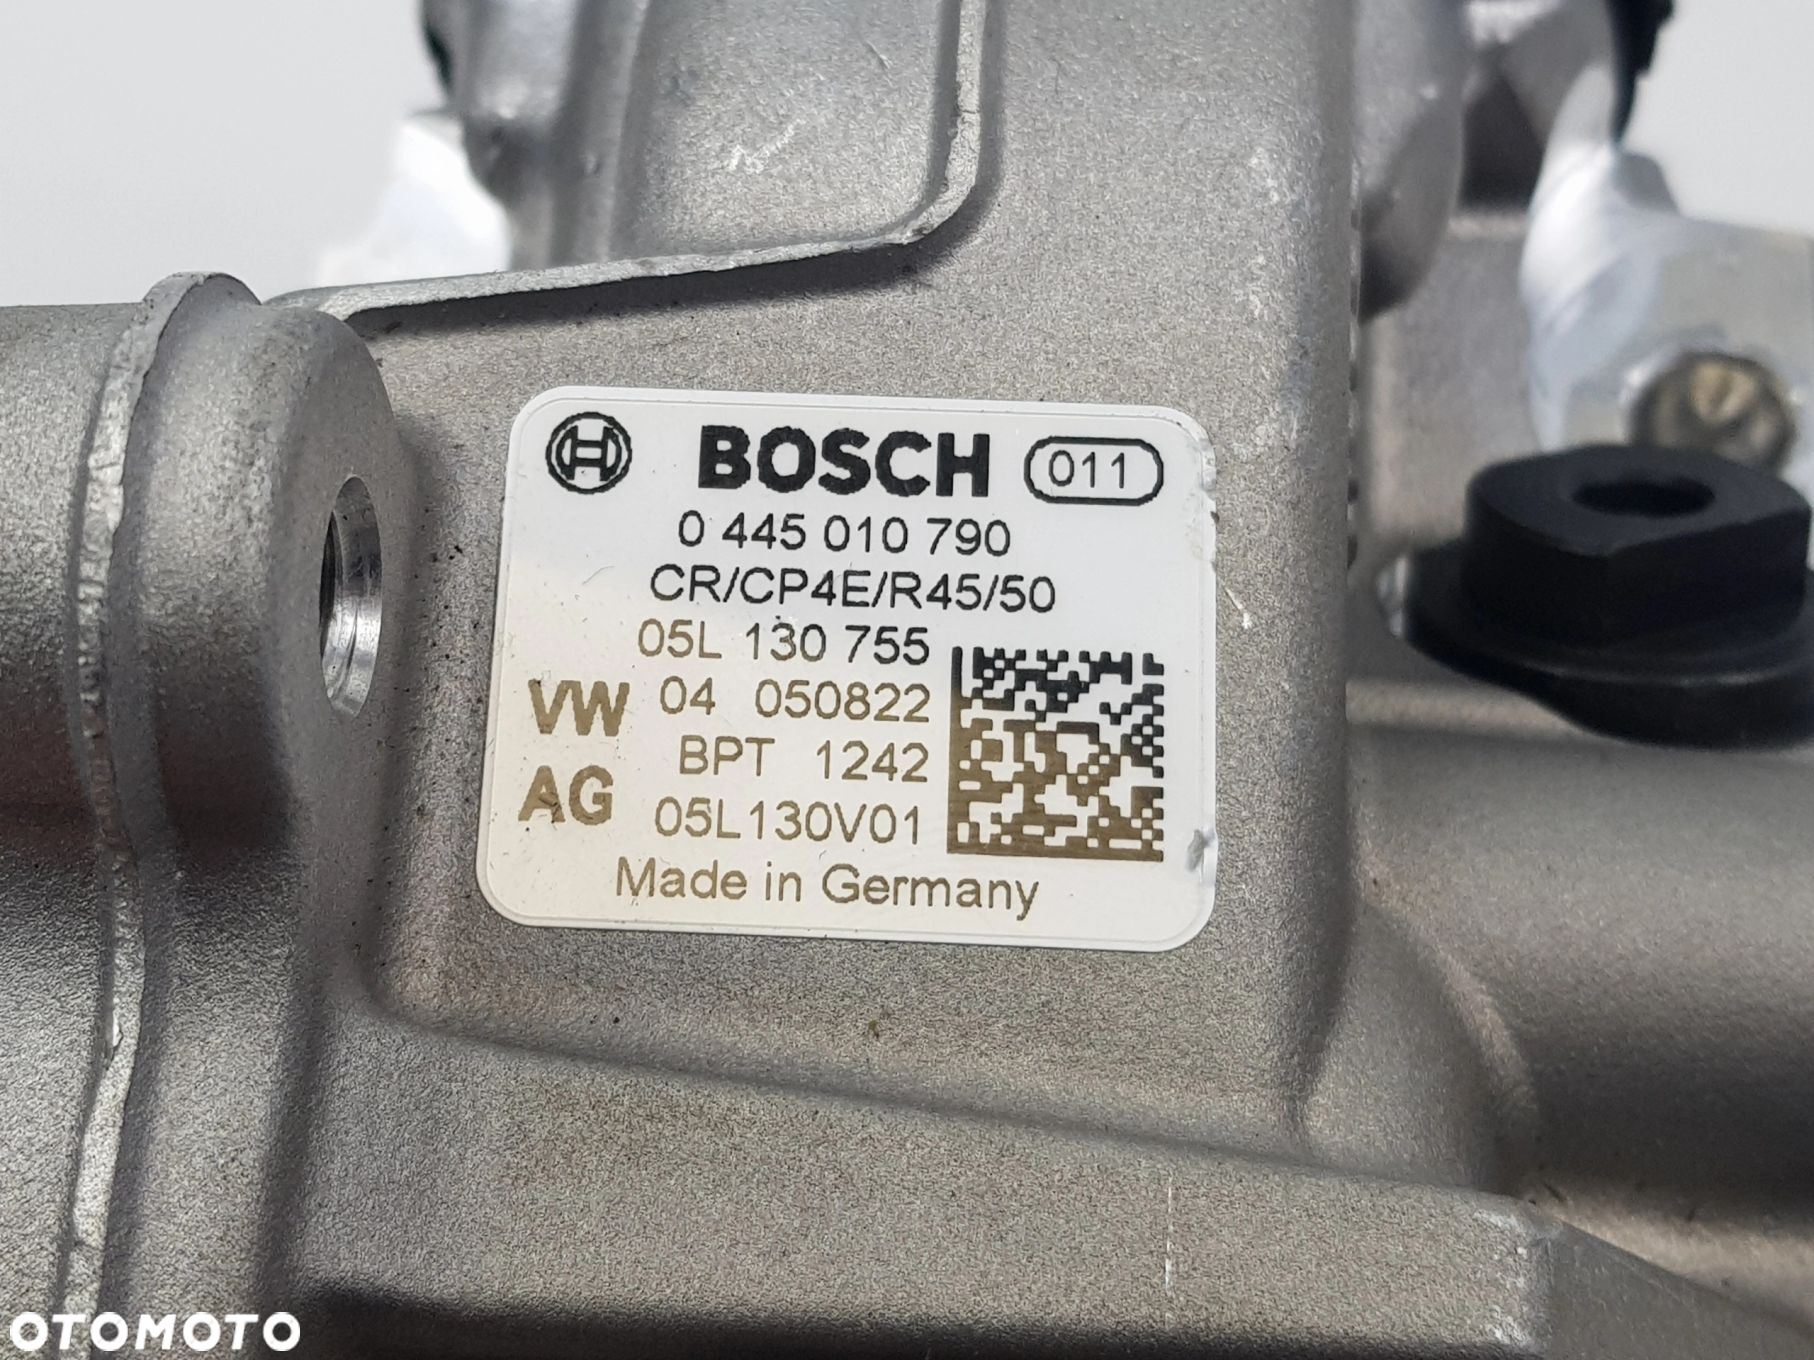 BOSCH 011
0 445 010 790
CR/CP4E/R45/50
05L 130 755
VW 04 050822
BPT 1242
AG 05L130V01
Made in Germany
OTOMOTO